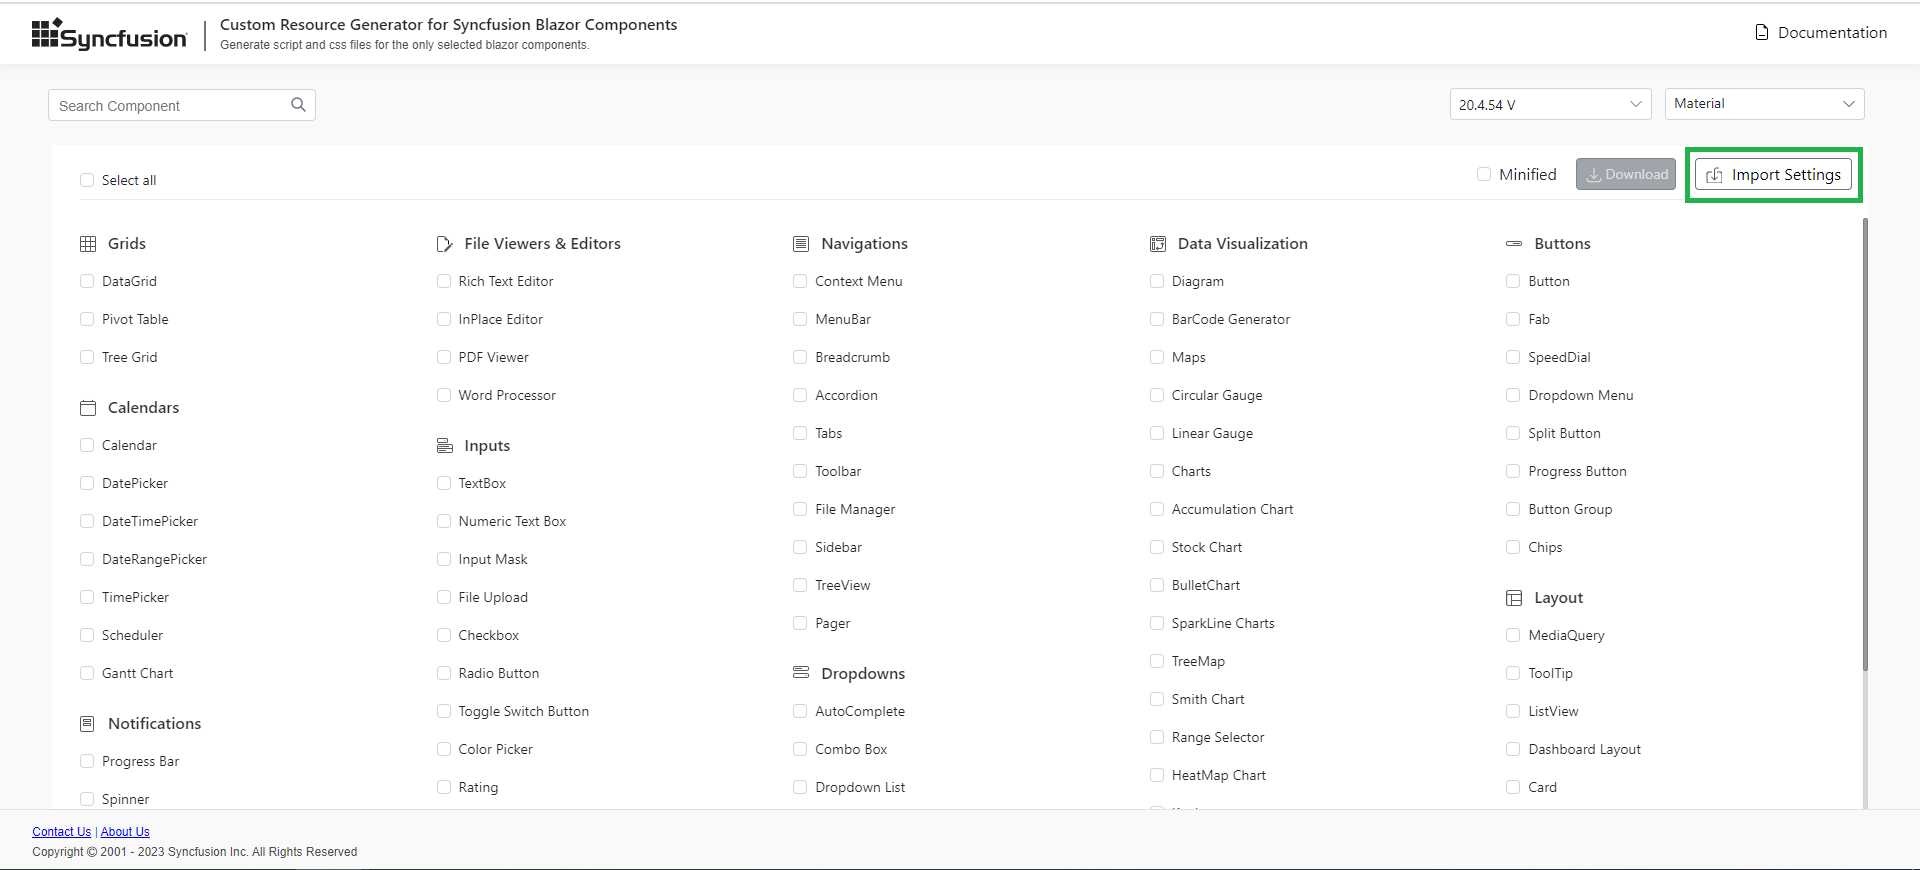 Syncfusion
Custom Resource Generator for Syncfusion Blazor Components
Generate script and css files for the only selected blazor components.
Documentation
Search Component
20.4.54 V
Material
Select all
Minified
Download
Import Settings
Grids
DataGrid
Pivot Table
Tree Grid
Calendars
Calendar
DatePicker
DateTimePicker
DateRangePicker
TimePicker
Scheduler
Gantt Chart
Notifications
Progress Bar
Spinner
File Viewers & Editors
Rich Text Editor
InPlace Editor
PDF Viewer
Word Processor
Inputs
TextBox
Numeric Text Box
Input Mask
File Upload
Checkbox
Radio Button
Toggle Switch Button
Color Picker
Rating
Navigations
Context Menu
MenuBar
Breadcrumb
Accordion
Tabs
Toolbar
File Manager
Sidebar
TreeView
Pager
Dropdowns
AutoComplete
Combo Box
Dropdown List
Data Visualization
Diagram
BarCode Generator
Maps
Circular Gauge
Linear Gauge
Charts
Accumulation Chart
Stock Chart
BulletChart
SparkLine Charts
TreeMap
Smith Chart
Range Selector
HeatMap Chart
Buttons
Button
Fab
SpeedDial
Dropdown Menu
Split Button
Progress Button
Button Group
Chips
Layout
MediaQuery
ToolTip
ListView
Dashboard Layout
Card
Contact Us | About Us
Copyright © 2001 - 2023 Syncfusion Inc. All Rights Reserved